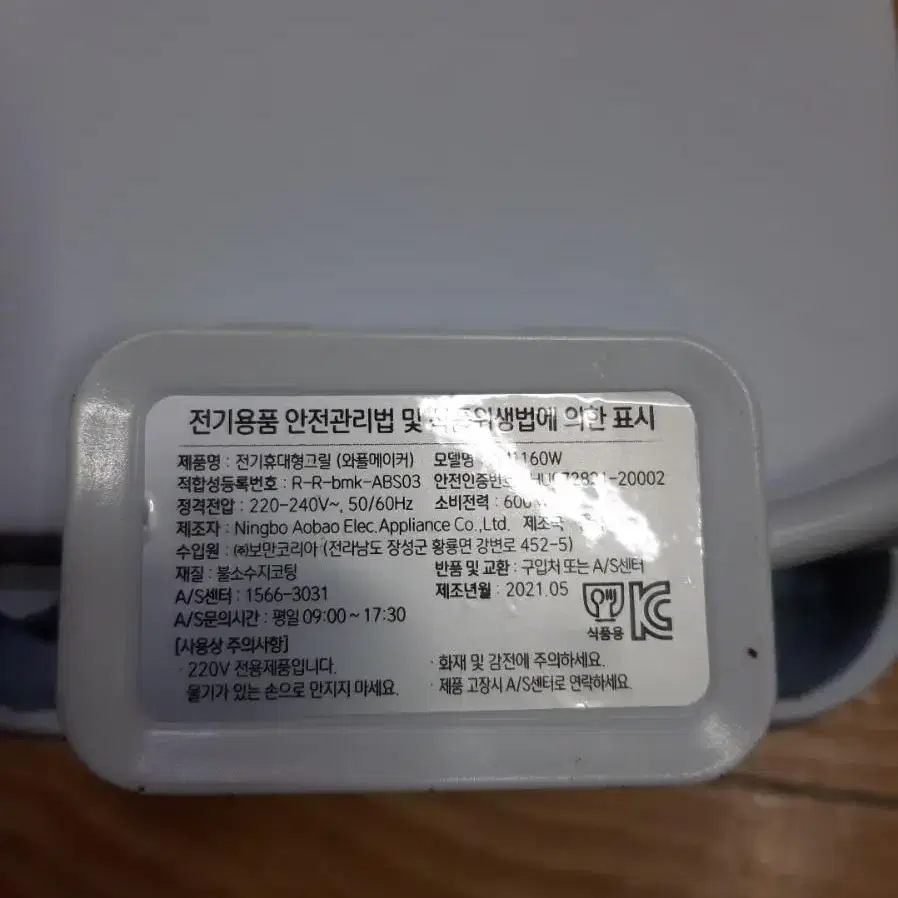 전기용품 안전관리법 및 식품위생법에 의한 표시
제품명 : 전기휴대형그릴 (와플메이커) 모델명
적합성등록번호 : R-R-bmk-ABS03 안전인증번호
정격전압 : 220-240V~, 50/60Hz 소비전력 :
제조자 : Ningbo Aobao Elec.Appliance Co.,Ltd. 제조국 :
수입원 : ㈜보만코리아 (전라남도 장성군 황룡면 강변로 452-5)
재질 : 불소수지코팅 반품 및 교환 : 구입처 또는 A/S센터
A/S센터 : 1566-3031 제조년월 : 2021.05
A/S문의시간 : 평일 09:00 ~ 17:30
식품용
[사용상 주의사항]
· 220V 전용제품입니다. · 화재 및 감전에 주의하세요.
물기가 있는 손으로 만지지 마세요. · 제품 고장시 A/S센터로 연락하세요.